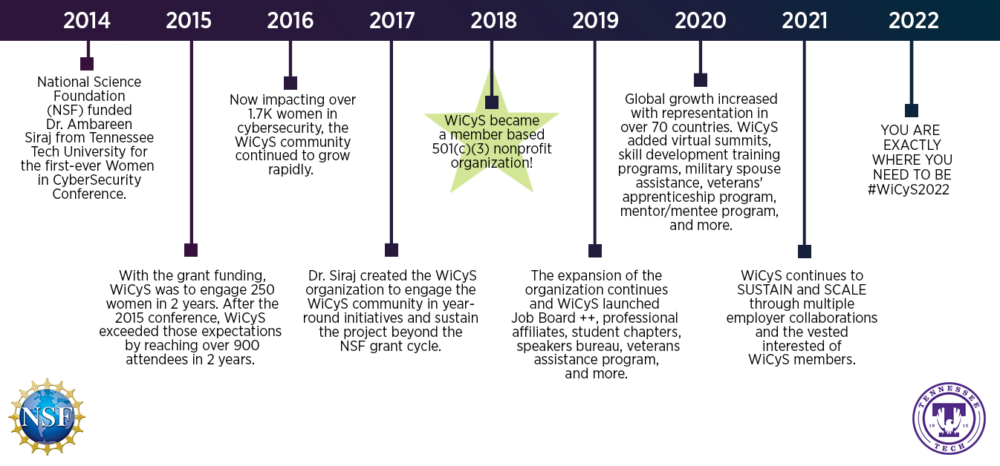 2014 2015 2016 2017 2018 2019 2020 2021 2022
National Science
Foundation
(NSF) funded
Dr. Ambareen
Siraj from Tennessee
Tech University for
the first-ever Women
in CyberSecurity
Conference.
With the grant funding,
WiCyS was to engage 250
women in 2 years. After the
2015 conference, WiCyS
exceeded those expectations
by reaching over 900
attendees in 2 years.
Now impacting over
1.7K women in
cybersecurity, the
WiCyS community
continued to grow
rapidly.
Dr. Siraj created the WiCyS
organization to engage the
WiCyS community in year-
round initiatives and sustain
the project beyond the
NSF grant cycle.
WiCyS became
a member based
501(c)(3) nonprofit
organization!
The expansion of the
organization continues
and WiCyS launched
Job Board ++, professional
affiliates, student chapters,
speakers bureau, veterans
assistance program,
and more.
Global growth increased
with representation in
over 70 countries. WiCyS
added virtual summits,
skill development training
programs, military spouse
assistance, veterans'
apprenticeship program,
mentor/mentee program,
and more.
WiCyS continues to
SUSTAIN and SCALE
through multiple
employer collaborations
and the vested
interested of
WiCyS members.
YOU ARE
EXACTLY
WHERE YOU
NEED TO BE
#WiCyS2022
NSF
TENNESSEE
T
1915
TECH